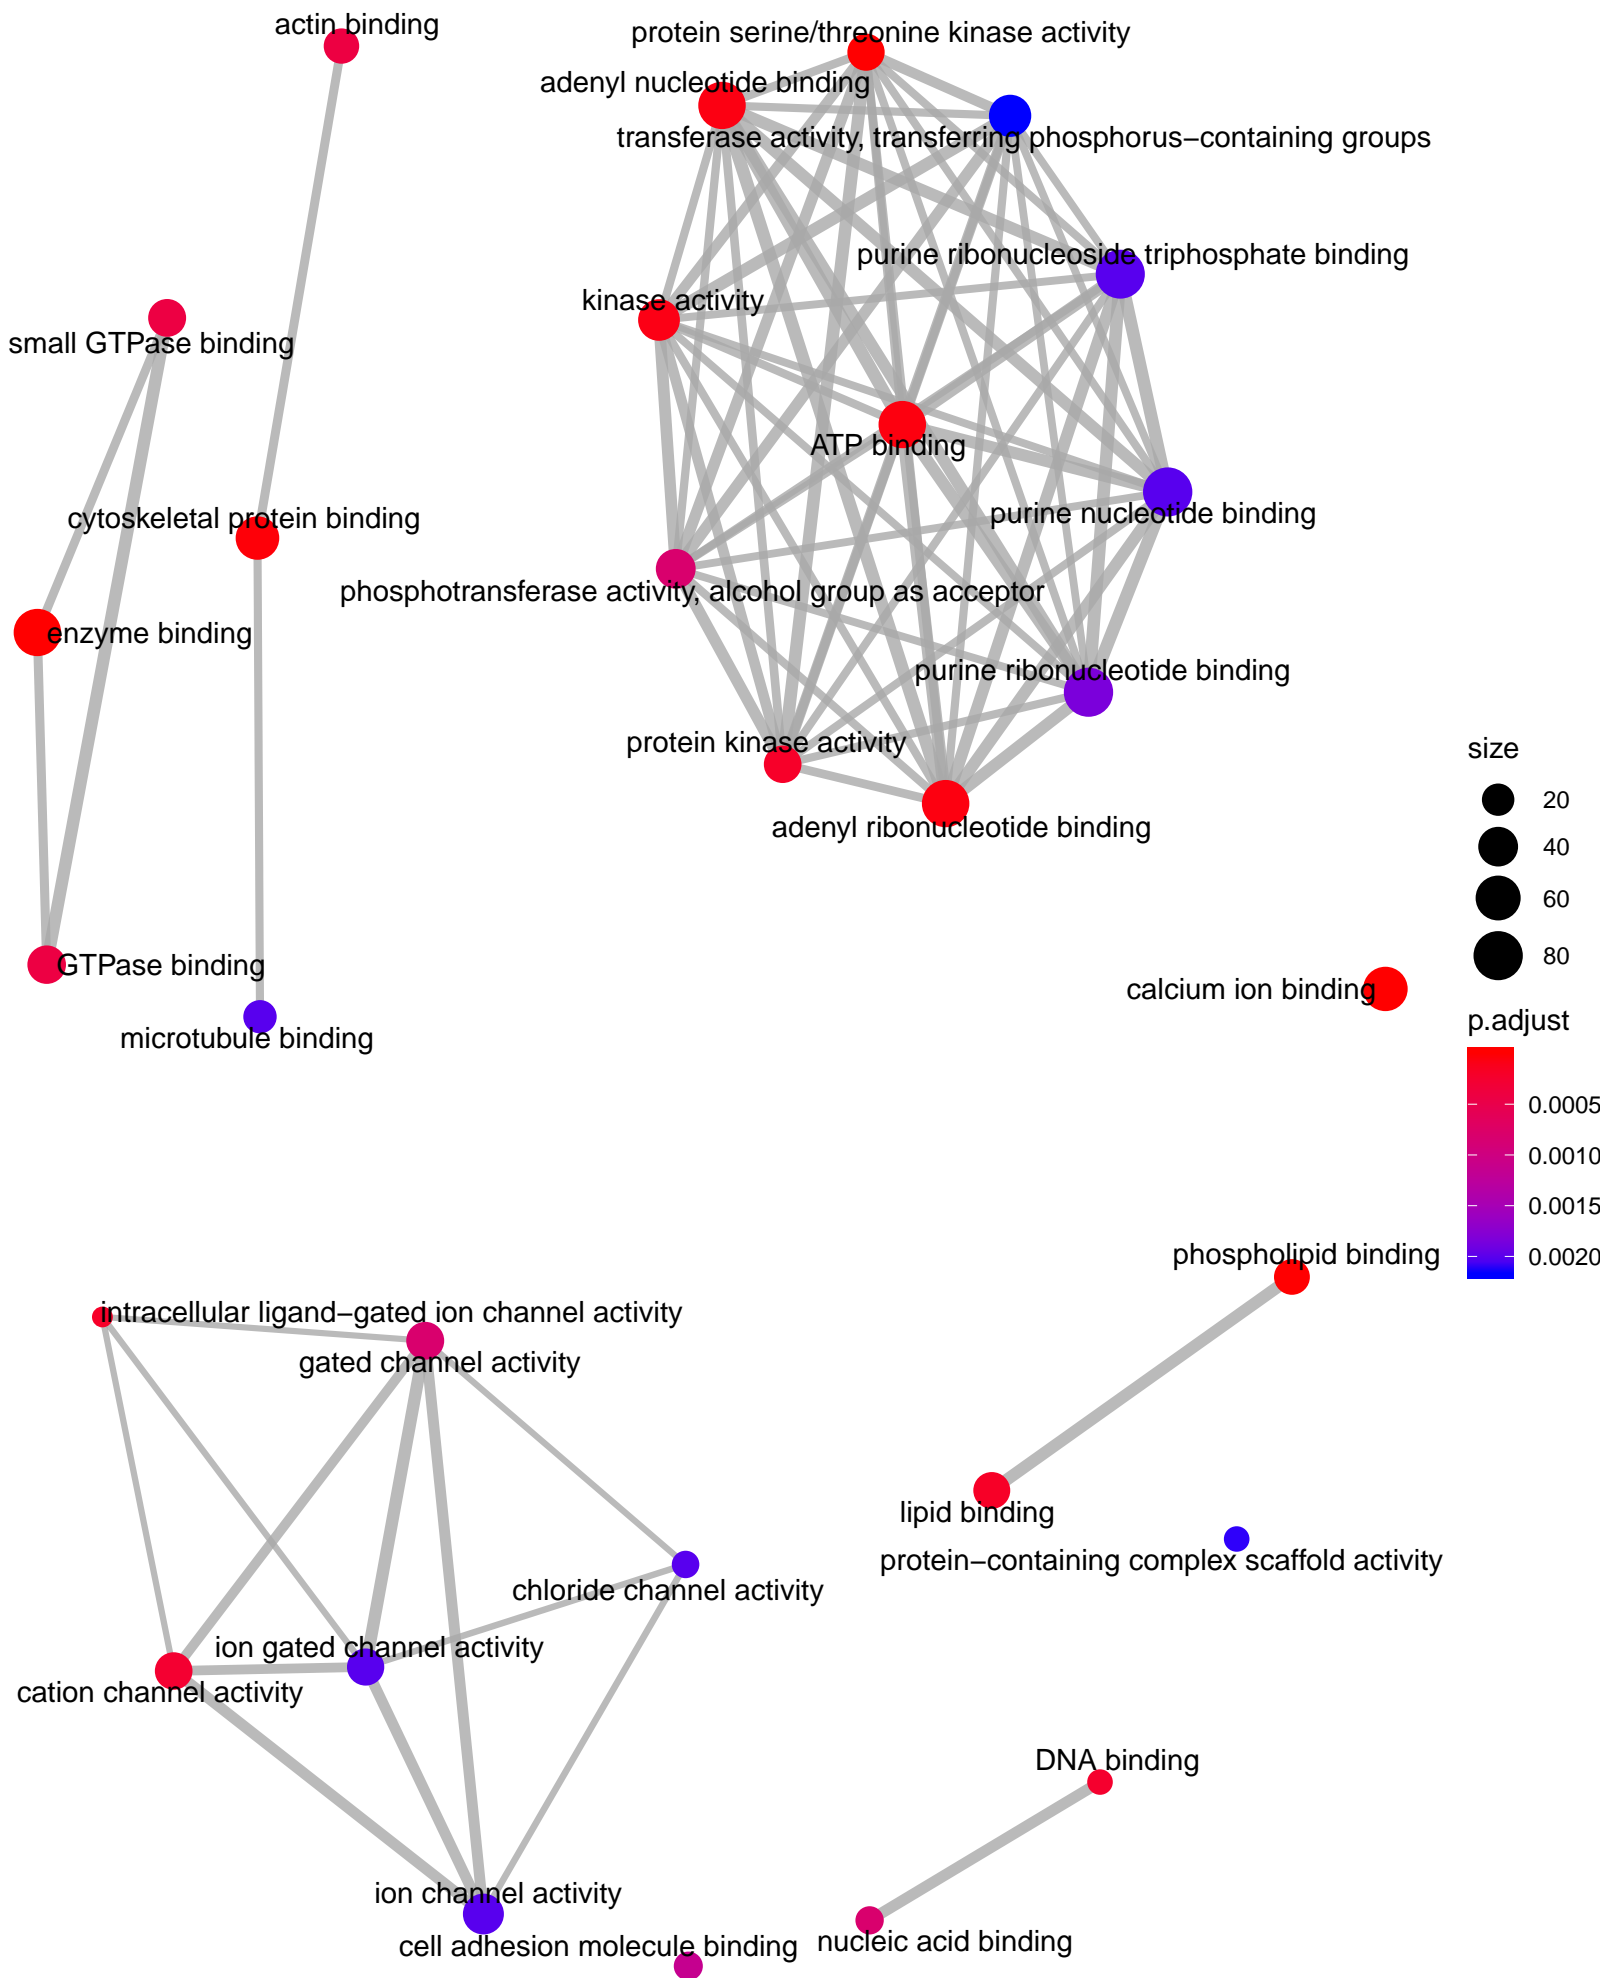 actin binding
protein serine/threonine kinase activity
adenyl nucleotide binding
transferase activity, transferring phosphorus−containing groups
purine ribonucleoside triphosphate binding
kinase activity
small GTPase binding
ATP binding
purine nucleotide binding
cytoskeletal protein binding
phosphotransferase activity, alcohol group as acceptor
enzyme binding
purine ribonucleotide binding
protein kinase activity
adenyl ribonucleotide binding
size
20
40
60
80
GTPase binding
calcium ion binding
microtubule binding
p.adjust
0.0005
0.0010
0.0015
0.0020
phospholipid binding
intracellular ligand−gated ion channel activity
gated channel activity
lipid binding
protein−containing complex scaffold activity
chloride channel activity
ion gated channel activity
cation channel activity
DNA binding
ion channel activity
nucleic acid binding
cell adhesion molecule binding